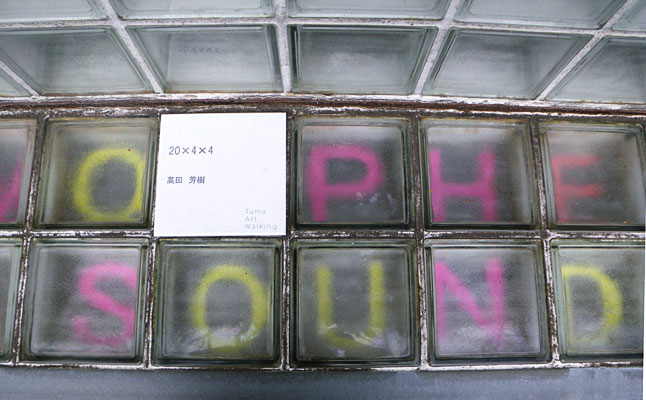 20×4×4
高田 芳樹
Tama
Art
Walking
O PHE
SOUND